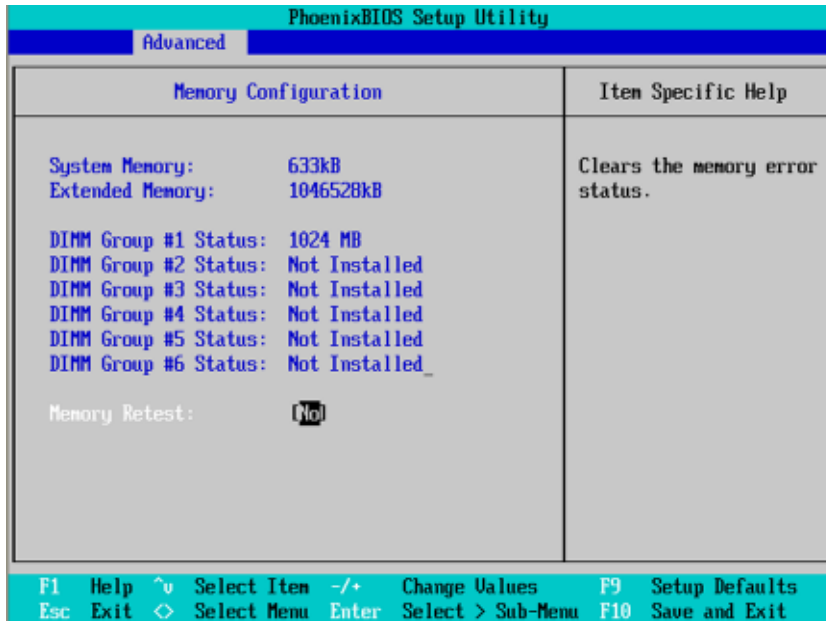 PhoenixBIOS Setup Utility
Advanced
Memory Configuration
Item Specific Help
System Memory: 633kB
Extended Memory: 1046528kB
DIMM Group #1 Status: 1024 MB
DIMM Group #2 Status: Not Installed
DIMM Group #3 Status: Not Installed
DIMM Group #4 Status: Not Installed
DIMM Group #5 Status: Not Installed
DIMM Group #6 Status: Not Installed_
Memory Retest: [No]
Clears the memory error
status.
F1 Help ^v Select Item -/+ Change Values F9 Setup Defaults
Esc Exit <> Select Menu Enter Select > Sub-Menu F10 Save and Exit